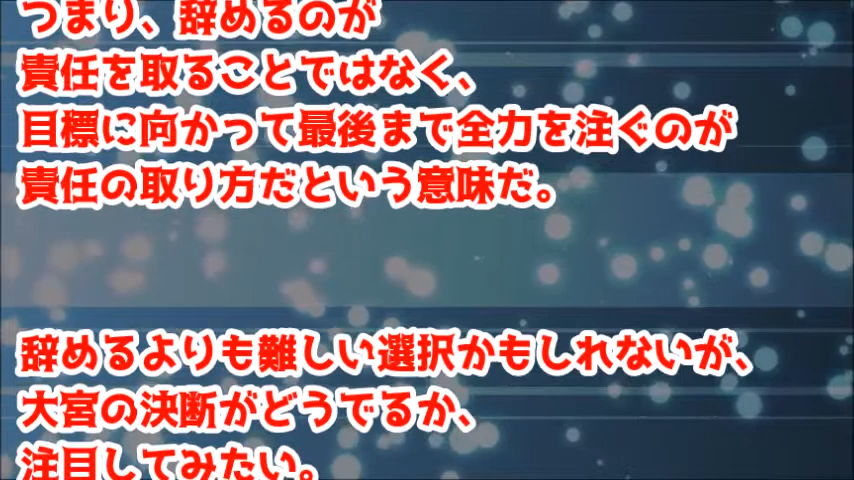 つまり、辞めるのが
責任を取ることではなく、
目標に向かって最後まで全力を注ぐのが
責任の取り方だという意味だ。
辞めるよりも難しい選択かもしれないが、
大宮の決断がどうでるか、
注目してみたい。